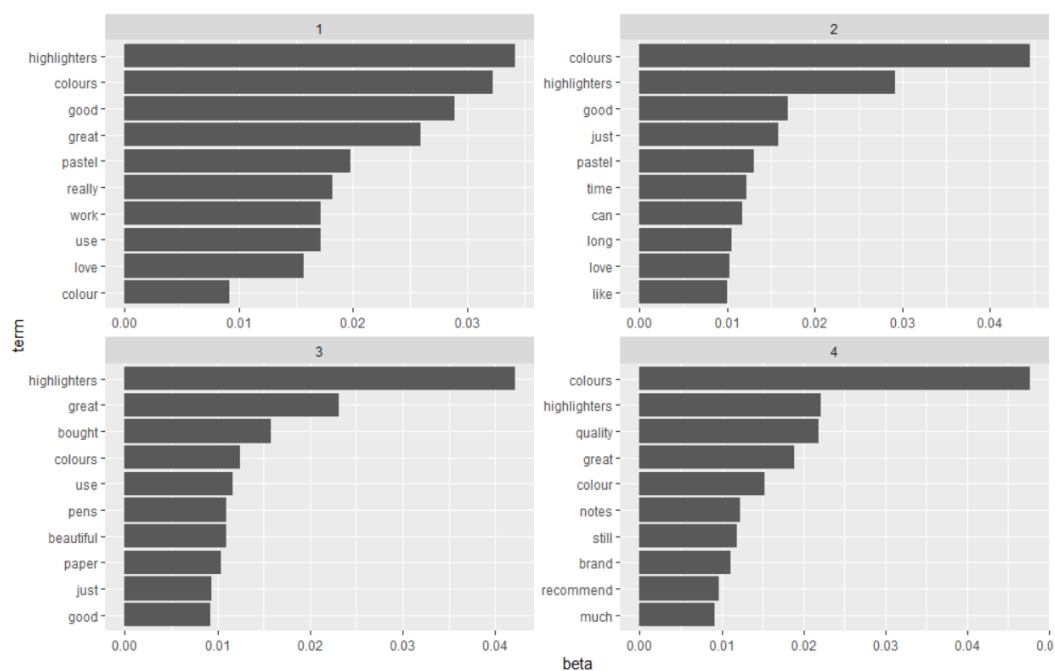 1
highlighters
colours
good
great
pastel
really
work
use
love
colour
0.00 0.01 0.02 0.03
2
colours
highlighters
good
just
pastel
time
can
long
love
like
0.00 0.01 0.02 0.03 0.04
term
3
highlighters
great
bought
colours
use
pens
beautiful
paper
just
good
0.00 0.01 0.02 0.03 0.04
4
colours
highlighters
quality
great
colour
notes
still
brand
recommend
much
0.00 0.01 0.02 0.03 0.04
beta